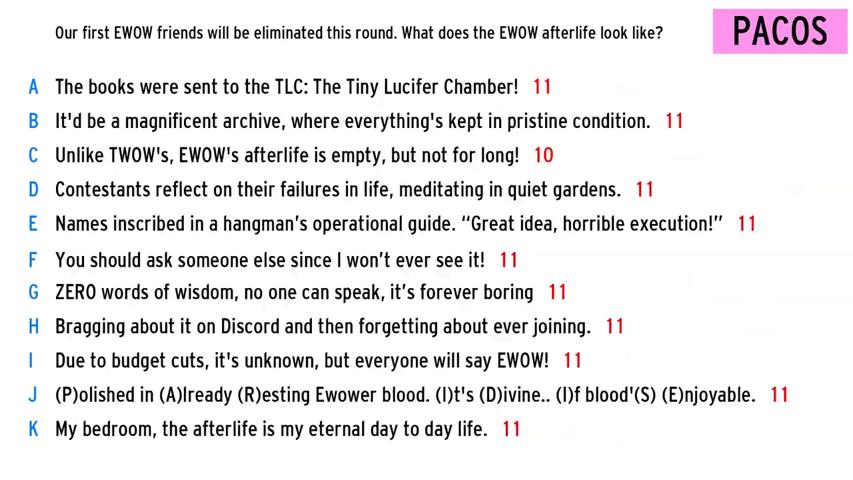 Our first EWOW friends will be eliminated this round. What does the EWOW afterlife look like?
PACOS
A The books were sent to the TLC: The Tiny Lucifer Chamber! 11
B It'd be a magnificent archive, where everything's kept in pristine condition. 11
C Unlike TWOW's, EWOW's afterlife is empty, but not for long! 10
D Contestants reflect on their failures in life, meditating in quiet gardens. 11
E Names inscribed in a hangman’s operational guide. “Great idea, horrible execution!” 11
F You should ask someone else since I won’t ever see it! 11
G ZERO words of wisdom, no one can speak, it’s forever boring 11
H Bragging about it on Discord and then forgetting about ever joining. 11
I Due to budget cuts, it's unknown, but everyone will say EWOW! 11
J (P)olished in (A)lready (R)esting Ewower blood. (I)t's (D)ivine.. (I)f blood'(S) (E)njoyable. 11
K My bedroom, the afterlife is my eternal day to day life. 11